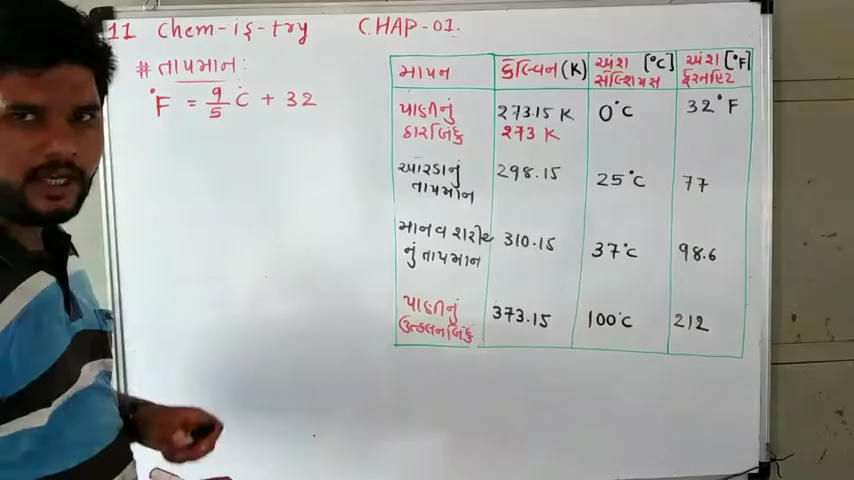 11 Chem-is-try CHAP-01.
# તાપમાન:
°F = 9/5 °C + 32
માપન કેલ્વિન (K) અંશ સેલ્શિયસ [°C] અંશ ફેરનહિટ [°F]
પાણીનું ઠારબિંદુ 273.15 K 273 K 0°C 32°F
ઓરડાનું તાપમાન 298.15 25°C 77
માનવ શરીરનું તાપમાન 310.15 37°C 98.6
પાણીનું ઉત્કલનબિંદુ 373.15 100°C 212